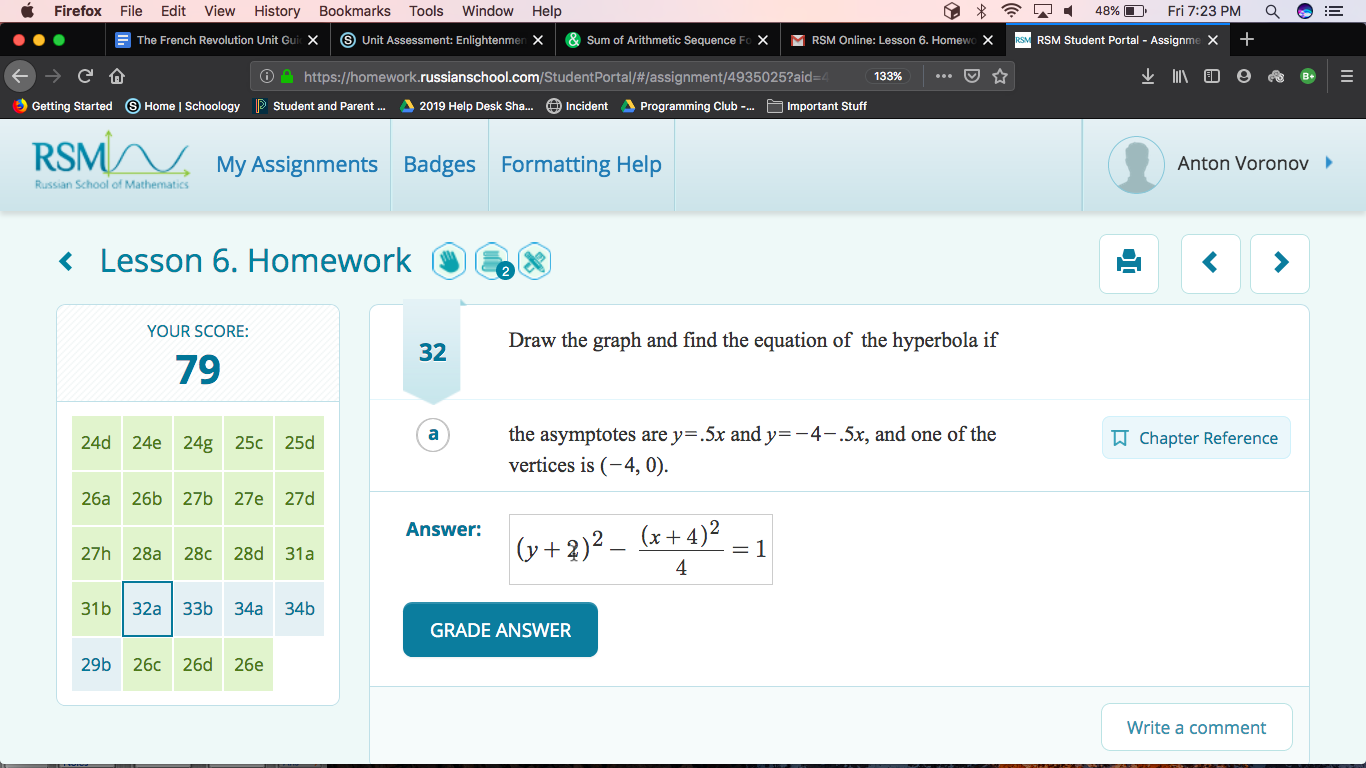 Firefox File Edit View History Bookmarks Tools Window Help 48% Fri 7:23 PM
The French Revolution Unit Gui Unit Assessment: Enlightenmen Sum of Arithmetic Sequence Fo RSM Online: Lesson 6. Homewo RSM Student Portal - Assignme
https://homework.russianschool.com/StudentPortal/#/assignment/4935025?aid=4 133%
Getting Started Home | Schoology Student and Parent ... 2019 Help Desk Sha... Incident Programming Club -... Important Stuff
RSM
Russian School of Mathematics
My Assignments Badges Formatting Help Anton Voronov
Lesson 6. Homework 2
YOUR SCORE:
79
24d 24e 24g 25c 25d
26a 26b 27b 27e 27d
27h 28a 28c 28d 31a
31b 32a 33b 34a 34b
29b 26c 26d 26e
32 Draw the graph and find the equation of the hyperbola if
a the asymptotes are y=.5x and y=−4−.5x, and one of the
vertices is (−4, 0).
Chapter Reference
Answer: (y+2)² − (x+4)²/4 = 1
GRADE ANSWER
Write a comment